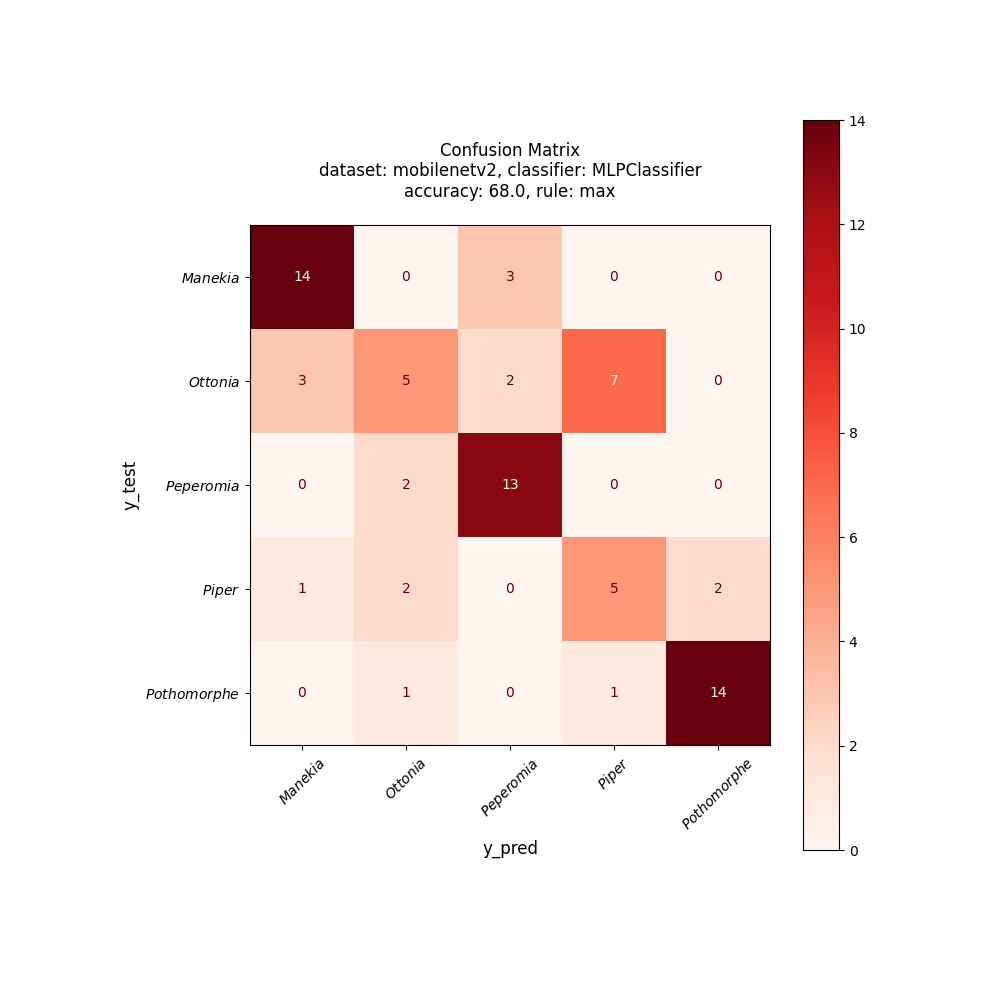 Confusion Matrix
dataset: mobilenetv2, classifier: MLPClassifier
accuracy: 68.0, rule: max
Manekia 14 0 3 0 0
Ottonia 3 5 2 7 0
Peperomia 0 2 13 0 0
Piper 1 2 0 5 2
Pothomorphe 0 1 0 1 14
y_test
Manekia Ottonia Peperomia Piper Pothomorphe
y_pred
14
12
10
8
6
4
2
0